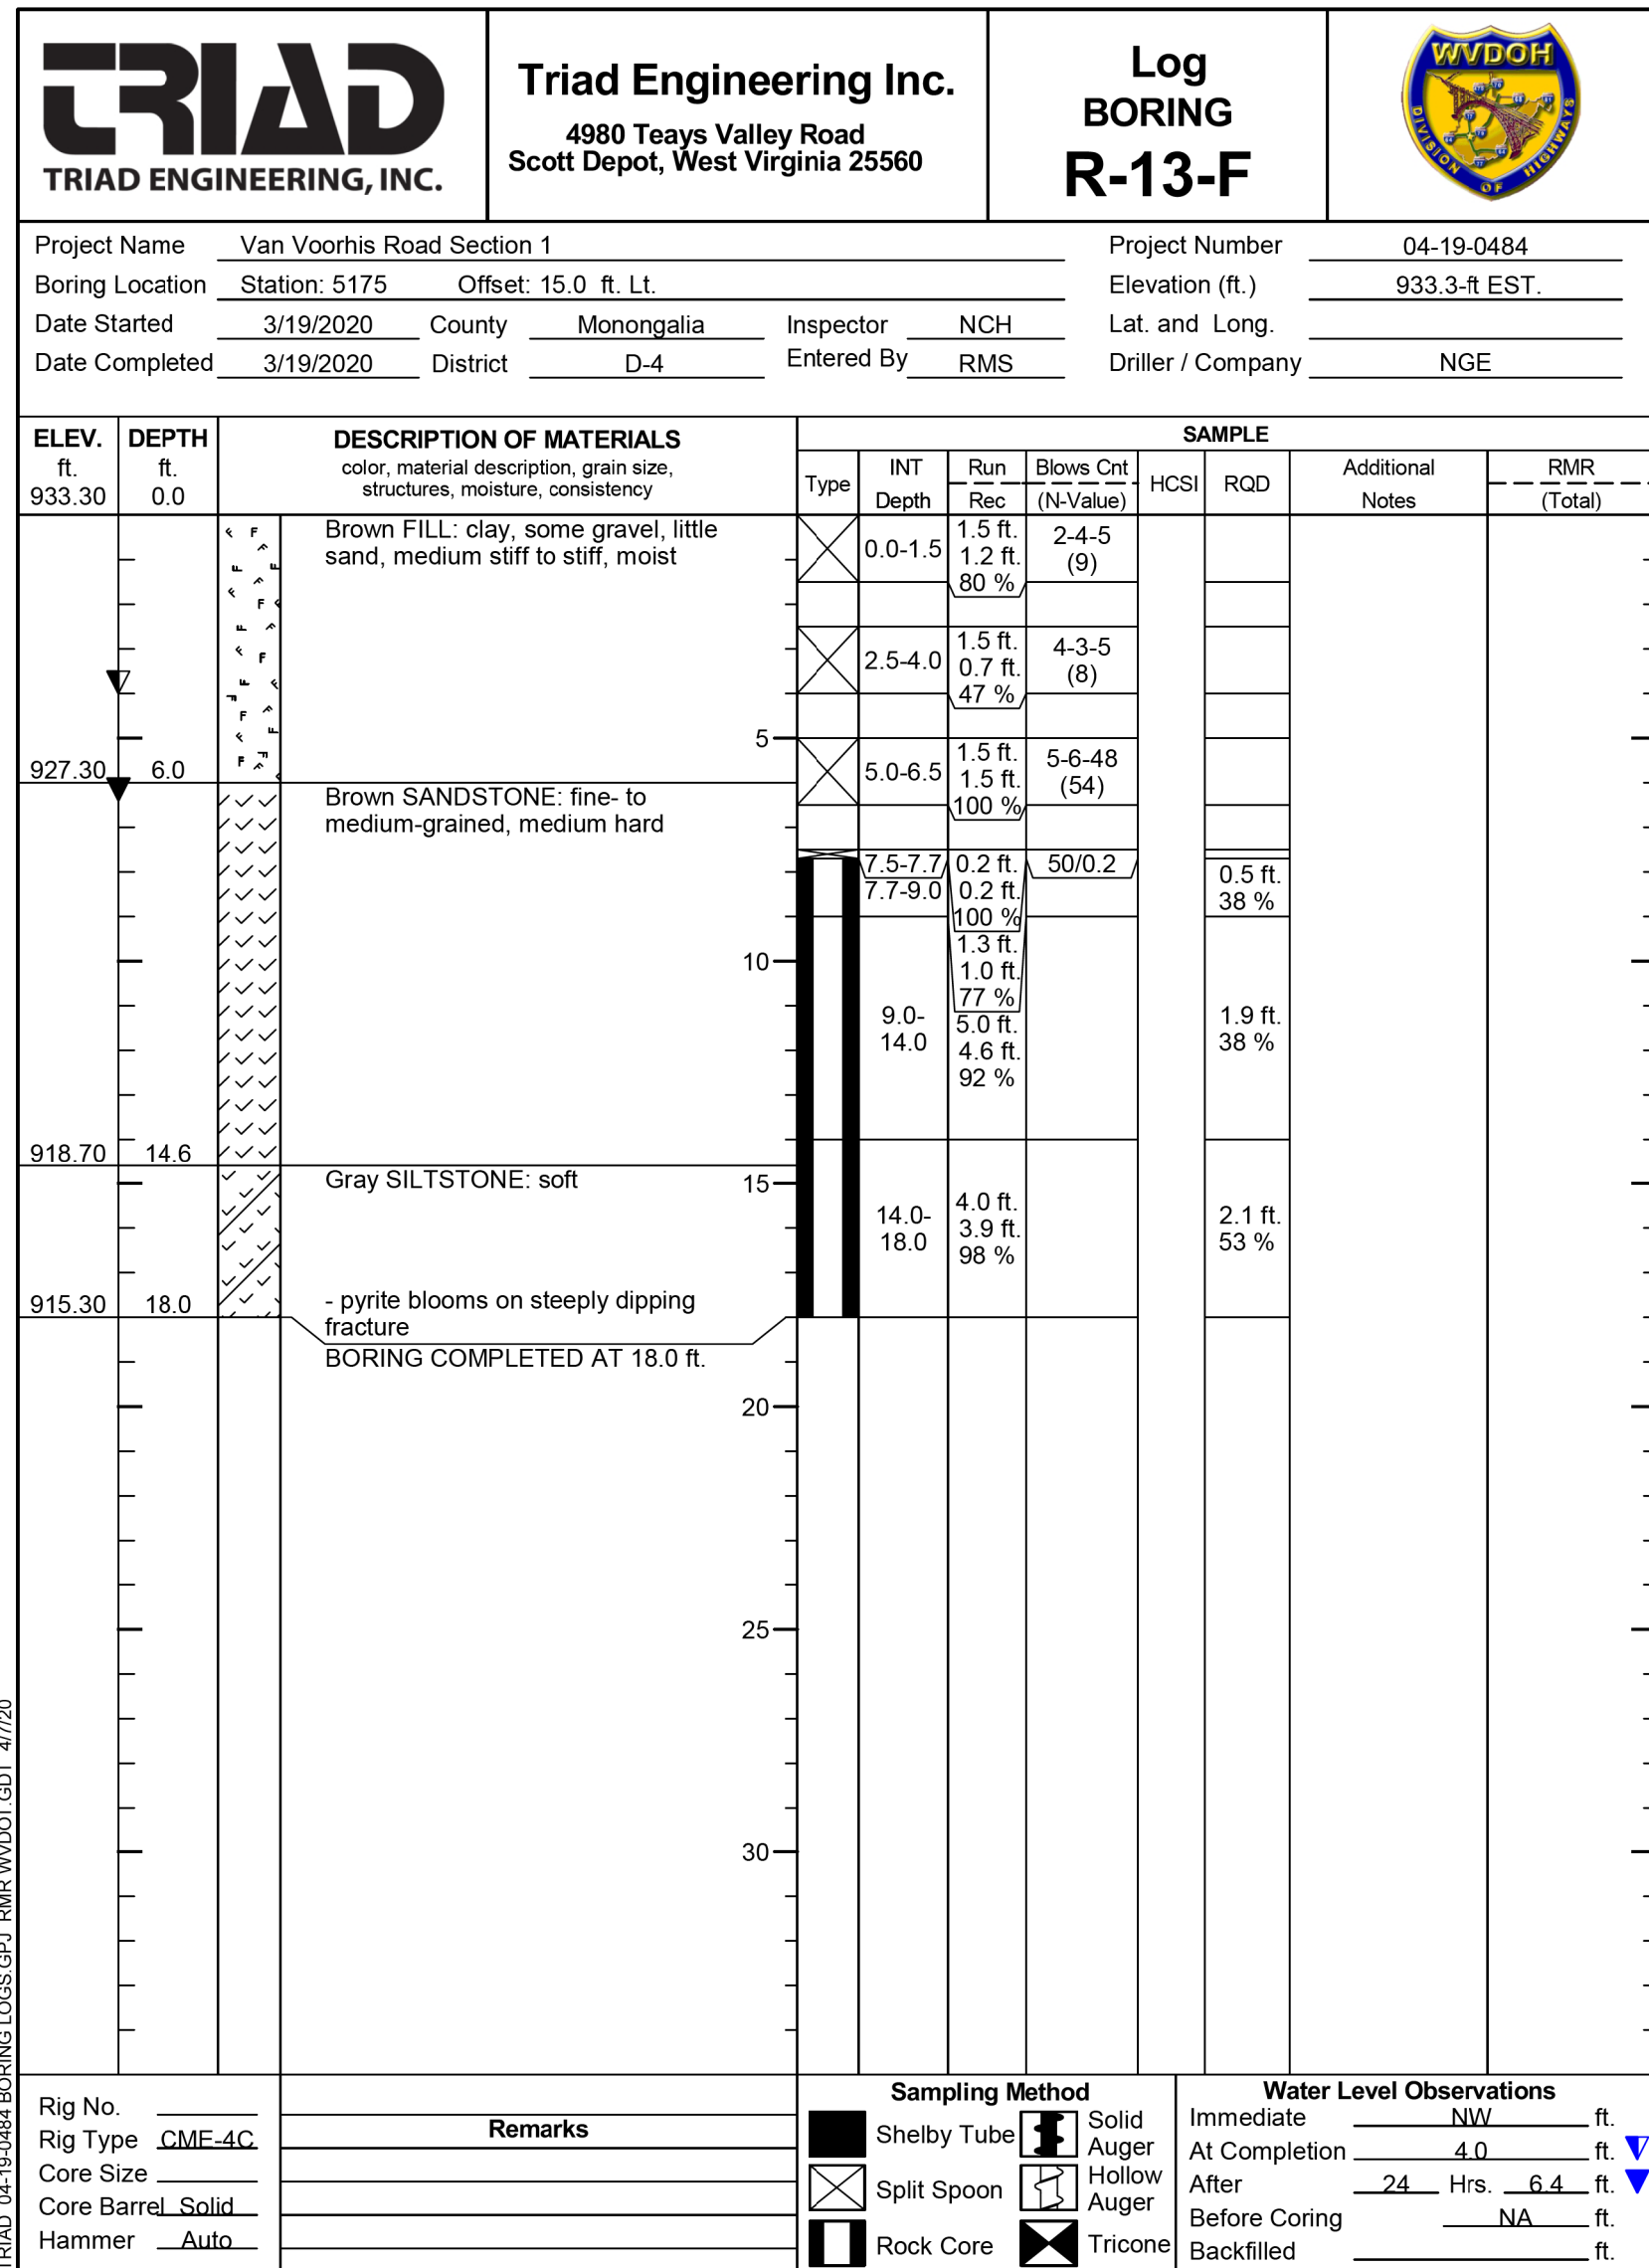 TRIAD
TRIAD ENGINEERING, INC.
Triad Engineering Inc.
4980 Teays Valley Road
Scott Depot, West Virginia 25560
Log
BORING
R-13-F
WVDOH
DIVISION OF HIGHWAYS
Project Name Van Voorhis Road Section 1 Project Number 04-19-0484
Boring Location Station: 5175 Offset: 15.0 ft. Lt. Elevation (ft.) 933.3-ft EST.
Date Started 3/19/2020 County Monongalia Inspector NCH Lat. and Long.
Date Completed 3/19/2020 District D-4 Entered By RMS Driller / Company NGE
ELEV. DEPTH DESCRIPTION OF MATERIALS SAMPLE
ft. ft. color, material description, grain size,
933.30 0.0 structures, moisture, consistency
Type INT Depth Run Rec Blows Cnt (N-Value) HCSI RQD Additional Notes RMR (Total)
Brown FILL: clay, some gravel, little
sand, medium stiff to stiff, moist
0.0-1.5 1.5 ft. 2-4-5
1.2 ft. (9)
80 %
2.5-4.0 1.5 ft. 4-3-5
0.7 ft. (8)
47 %
5
5.0-6.5 1.5 ft. 5-6-48
1.5 ft. (54)
100 %
927.30 6.0
Brown SANDSTONE: fine- to
medium-grained, medium hard
7.5-7.7 0.2 ft. 50/0.2
0.2 ft.
100 %
7.7-9.0 1.3 ft. 0.5 ft.
1.0 ft. 38 %
77 %
10
9.0- 5.0 ft. 1.9 ft.
14.0 4.6 ft. 38 %
92 %
918.70 14.6
Gray SILTSTONE: soft
15
14.0- 4.0 ft. 2.1 ft.
18.0 3.9 ft. 53 %
98 %
915.30 18.0
- pyrite blooms on steeply dipping
fracture
BORING COMPLETED AT 18.0 ft.
20
25
30
TRIAD 04-19-0484 BORING LOGS.GPJ RMR WVDOT.GDT 4/7/20
Rig No.
Rig Type CME-4C
Core Size
Core Barrel Solid
Hammer Auto
Remarks
Sampling Method
Shelby Tube Solid Auger
Split Spoon Hollow Auger
Rock Core Tricone
Water Level Observations
Immediate NW ft.
At Completion 4.0 ft.
After 24 Hrs. 6.4 ft.
Before Coring NA ft.
Backfilled ft.